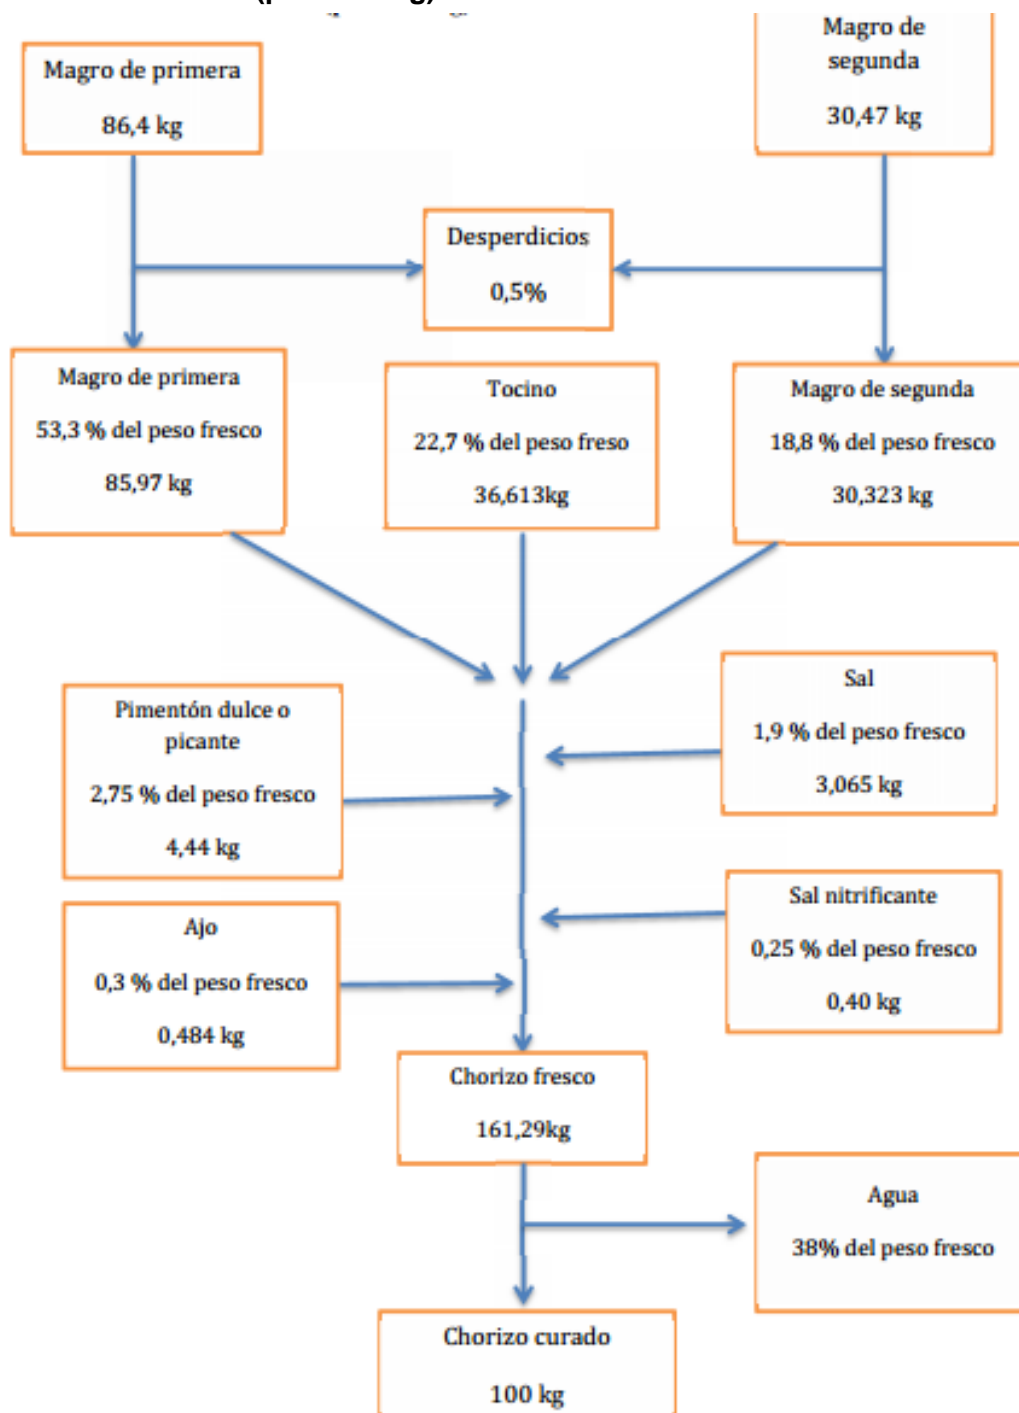 Magro de primera
86,4 kg
Magro de
segunda
30,47 kg
Desperdicios
0,5%
Magro de primera
53,3 % del peso fresco
85,97 kg
Tocino
22,7 % del peso freso
36,613kg
Magro de segunda
18,8 % del peso fresco
30,323 kg
Pimentón dulce o
picante
2,75 % del peso fresco
4,44 kg
Sal
1,9 % del peso fresco
3,065 kg
Ajo
0,3 % del peso fresco
0,484 kg
Sal nitrificante
0,25 % del peso fresco
0,40 kg
Chorizo fresco
161,29kg
Agua
38% del peso fresco
Chorizo curado
100 kg